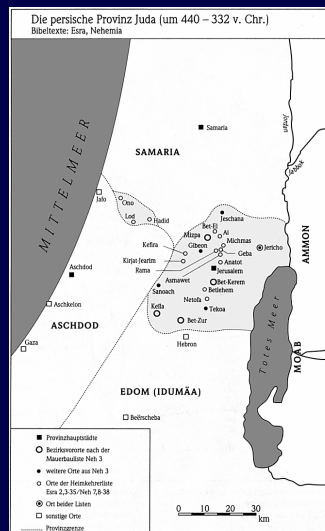 Die persische Provinz Juda (um 440 – 332 v. Chr.)
Bibeltexte: Esra, Nehemia
MITTELMEER
Samaria
Jordan
Jabbok
SAMARIA
Jafo
Ono
Lod
Hadid
Jeschana
Bet-El
Ai
Mizpa
Michmas
Kefira
Gibeon
Jericho
AMMON
Kirjat-Jearim
Geba
Rama
Anatot
Jerusalem
Asmawet
Aschdod
Sanoach
Bet-Kerem
Betlehem
Netofa
Aschkelon
Keïla
Tekoa
ASCHDOD
Bet-Zur
Gaza
Hebron
Totes Meer
MOAB
EDOM (IDUMÄA)
Beërscheba
Provinzhauptstädte
Bezirksvororte nach der
Mauerbauliste Neh 3
weitere Orte aus Neh 3
Orte der Heimkehrerliste
Esra 2,3-35/Neh 7,8-38
Ort beider Listen
sonstige Orte
Provinzgrenze
0 10 20 30 40 50
km